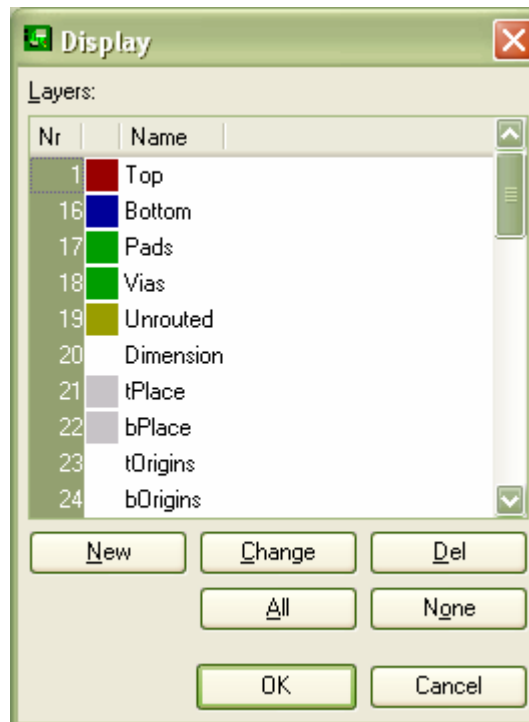 Display
Layers:
Nr Name
1 Top
16 Bottom
17 Pads
18 Vias
19 Unrouted
20 Dimension
21 tPlace
22 bPlace
23 tOrigins
24 bOrigins
New Change Del
All None
OK Cancel